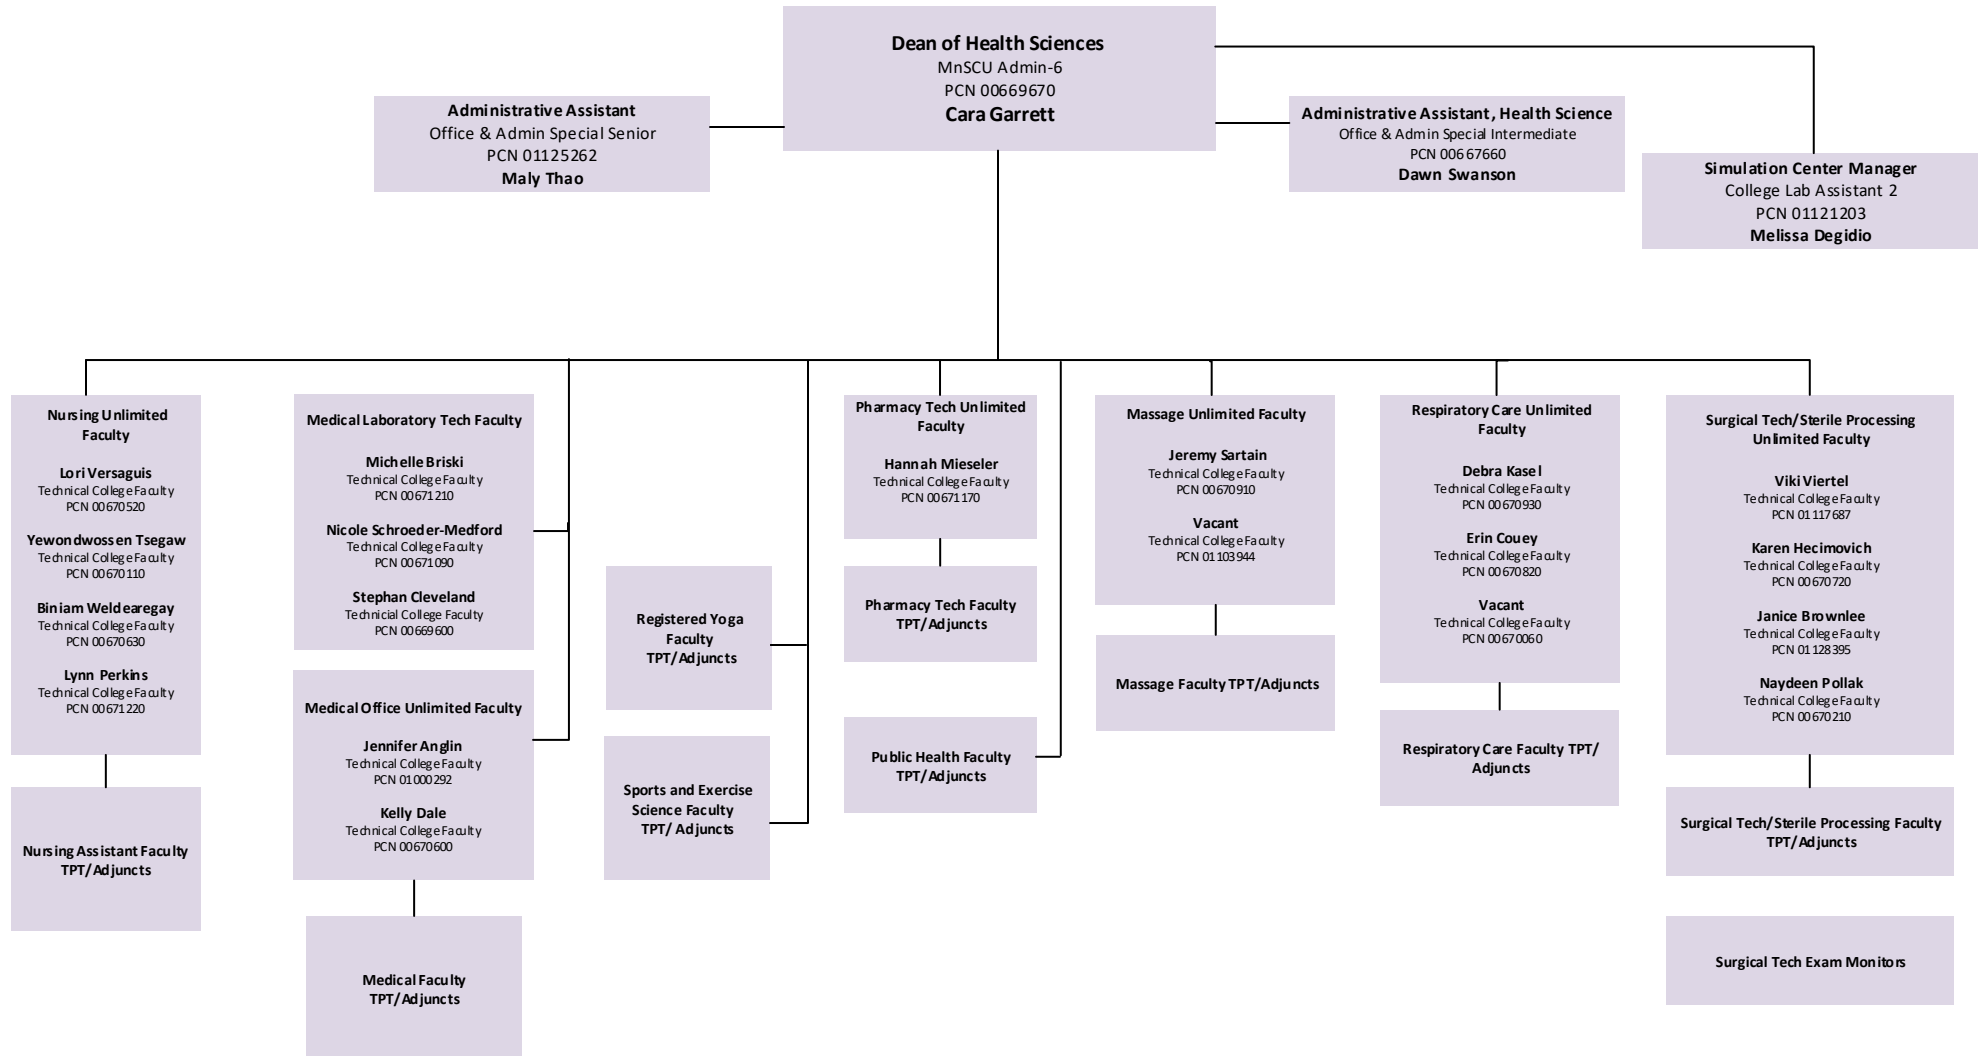 Dean of Health Sciences
MnSCU Admin-6
PCN 00669670
Cara Garrett
Administrative Assistant
Office & Admin Special Senior
PCN 01125262
Maly Thao
Administrative Assistant, Health Science
Office & Admin Special Intermediate
PCN 00667660
Dawn Swanson
Simulation Center Manager
College Lab Assistant 2
PCN 01121203
Melissa Degidio
Nursing Unlimited
Faculty
Lori Versaguis
Technical College Faculty
PCN 00670520
Yewondwossen Tsegaw
Technical College Faculty
PCN 00670110
Biniam Weldearegay
Technical College Faculty
PCN 00670630
Lynn Perkins
Technical College Faculty
PCN 00671220
Nursing Assistant Faculty
TPT/Adjuncts
Medical Laboratory Tech Faculty
Michelle Briski
Technical College Faculty
PCN 00671210
Nicole Schroeder-Medford
Technical College Faculty
PCN 00671090
Stephan Cleveland
Technicial College Faculty
PCN 00669600
Medical Office Unlimited Faculty
Jennifer Anglin
Technical College Faculty
PCN 01000292
Kelly Dale
Technical College Faculty
PCN 00670600
Medical Faculty
TPT/Adjuncts
Registered Yoga
Faculty
TPT/Adjuncts
Sports and Exercise
Science Faculty
TPT/ Adjuncts
Pharmacy Tech Unlimited
Faculty
Hannah Mieseler
Technical College Faculty
PCN 00671170
Pharmacy Tech Faculty
TPT/Adjuncts
Public Health Faculty
TPT/Adjuncts
Massage Unlimited Faculty
Jeremy Sartain
Technical College Faculty
PCN 00670910
Vacant
Technical College Faculty
PCN 01103944
Massage Faculty TPT/Adjuncts
Respiratory Care Unlimited
Faculty
Debra Kasel
Technical College Faculty
PCN 00670930
Erin Couey
Technical College Faculty
PCN 00670820
Vacant
Technical College Faculty
PCN 00670060
Respiratory Care Faculty TPT/
Adjuncts
Surgical Tech/Sterile Processing
Unlimited Faculty
Viki Viertel
Technical College Faculty
PCN 01117687
Karen Hecimovich
Technical College Faculty
PCN 00670720
Janice Brownlee
Technical College Faculty
PCN 01128395
Naydeen Pollak
Technical College Faculty
PCN 00670210
Surgical Tech/Sterile Processing Faculty
TPT/Adjuncts
Surgical Tech Exam Monitors